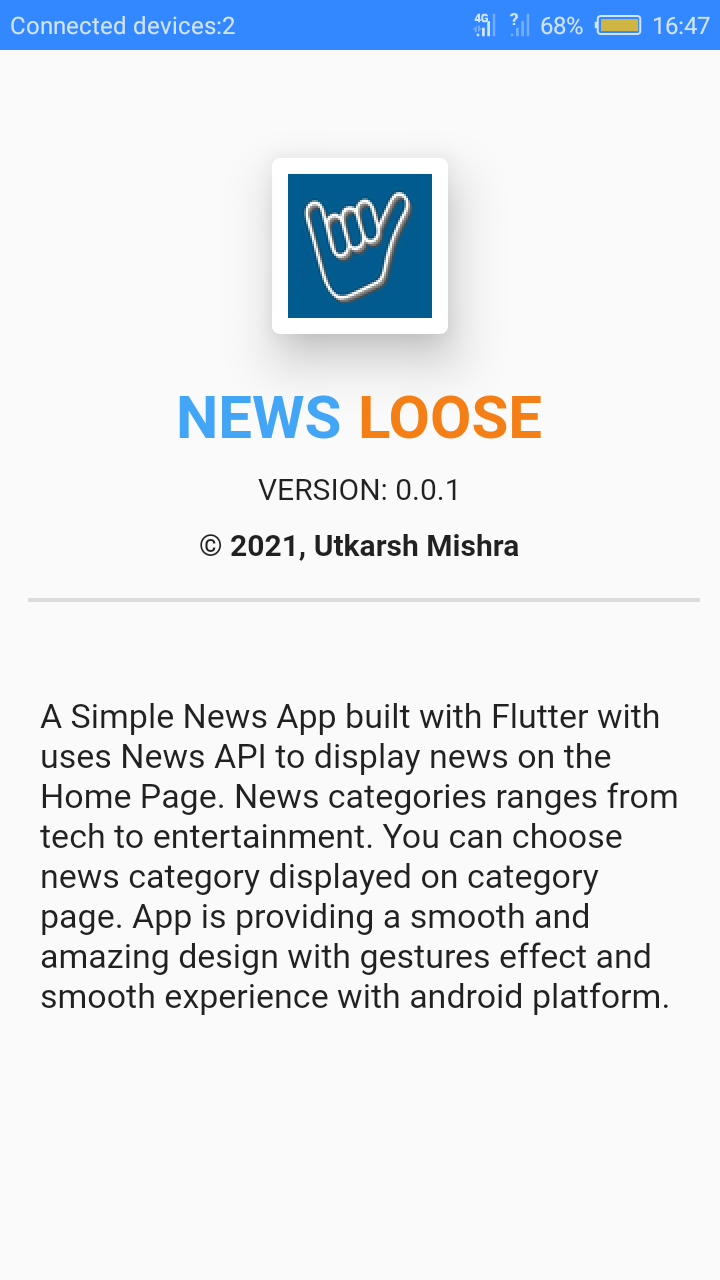 Connected devices:2 4G ? 68% 16:47
NEWS LOOSE
VERSION: 0.0.1
© 2021, Utkarsh Mishra
A Simple News App built with Flutter with
uses News API to display news on the
Home Page. News categories ranges from
tech to entertainment. You can choose
news category displayed on category
page. App is providing a smooth and
amazing design with gestures effect and
smooth experience with android platform.